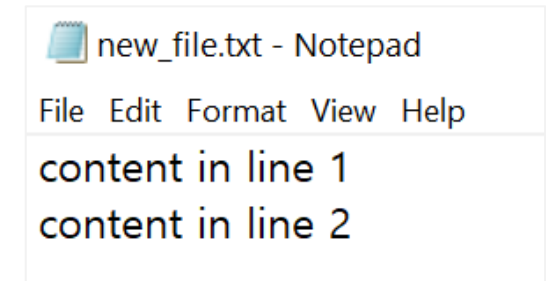 new_file.txt - Notepad
File Edit Format View Help
content in line 1
content in line 2